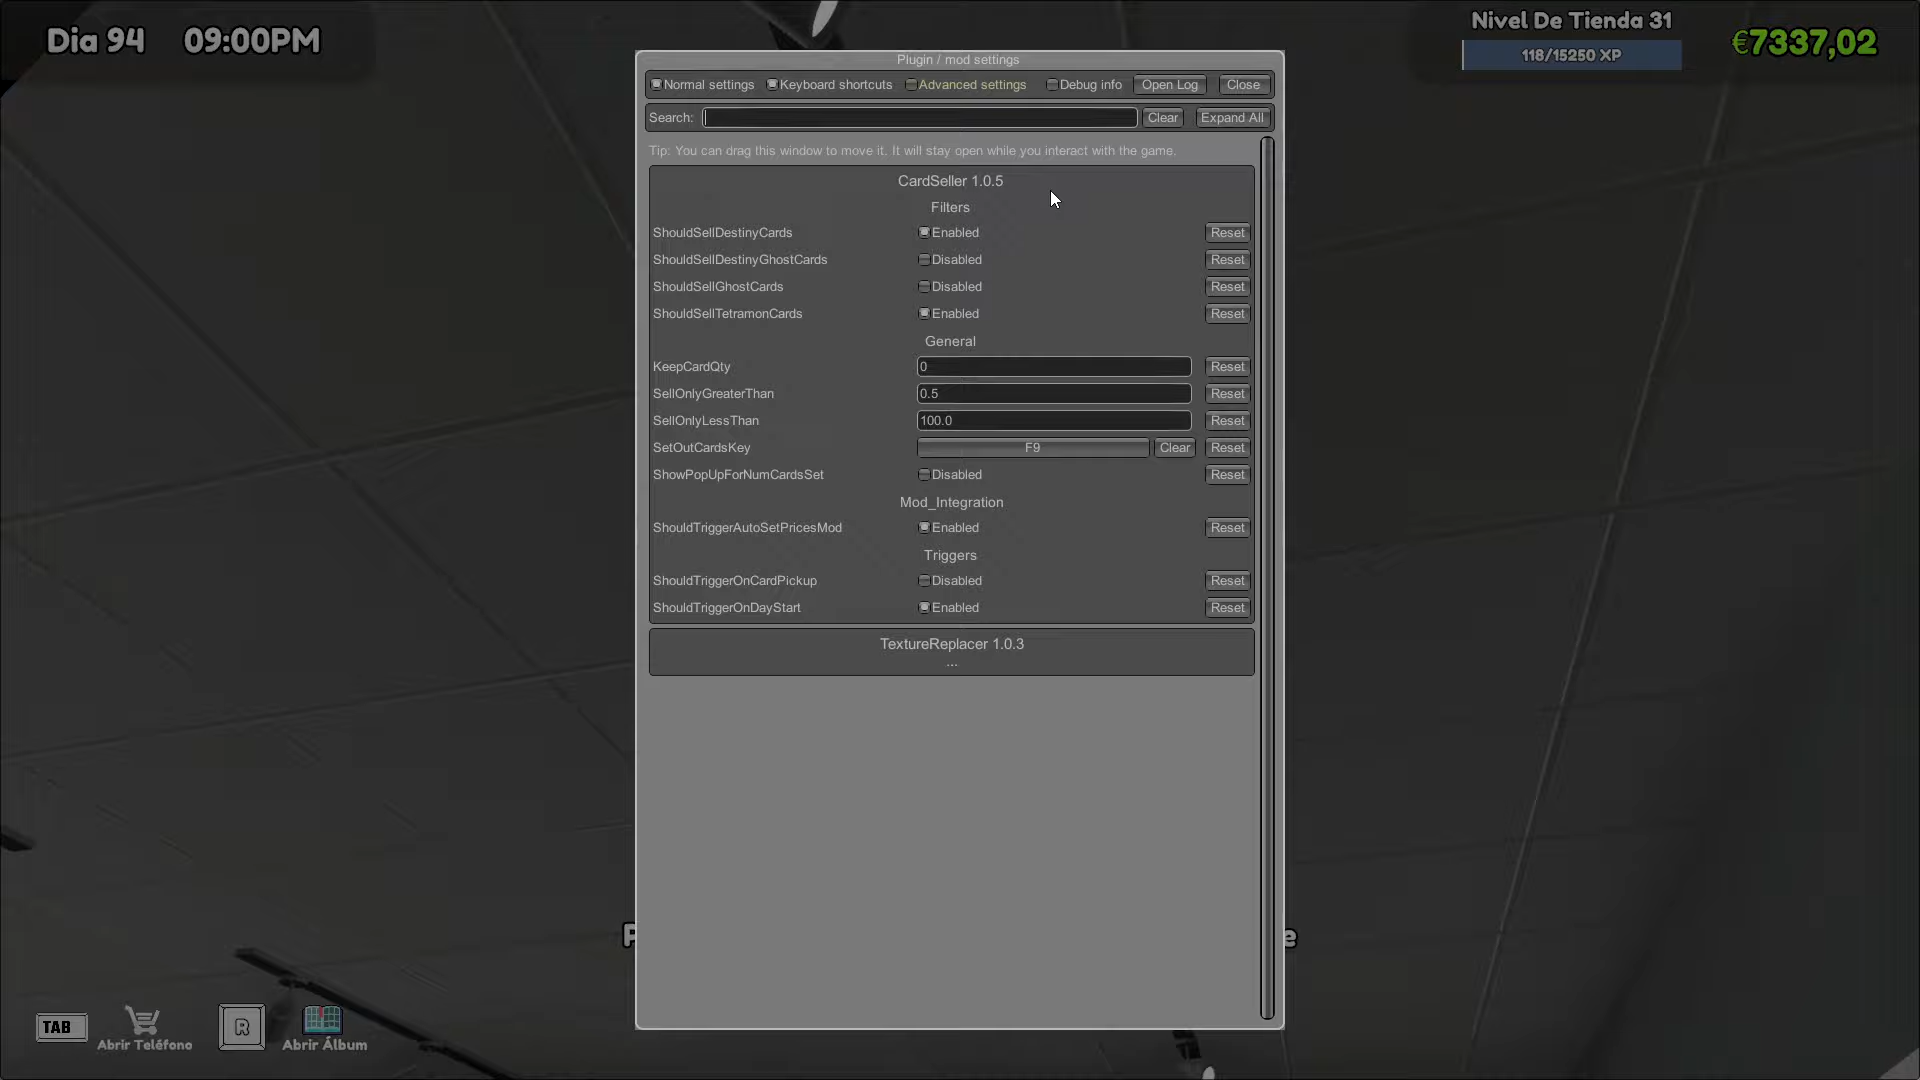 Dia 94 09:00PM
Nivel De Tienda 31
118/15250 XP
€7337,02
Plugin / mod settings
Normal settings Keyboard shortcuts Advanced settings Debug info Open Log Close
Search: Clear Expand All
Tip: You can drag this window to move it. It will stay open while you interact with the game.
CardSeller 1.0.5
Filters
ShouldSellDestinyCards Enabled Reset
ShouldSellDestinyGhostCards Disabled Reset
ShouldSellGhostCards Disabled Reset
ShouldSellTetramonCards Enabled Reset
General
KeepCardQty 0 Reset
SellOnlyGreaterThan 0.5 Reset
SellOnlyLessThan 100.0 Reset
SetOutCardsKey F9 Clear Reset
ShowPopUpForNumCardsSet Disabled Reset
Mod_Integration
ShouldTriggerAutoSetPricesMod Enabled Reset
Triggers
ShouldTriggerOnCardPickup Disabled Reset
ShouldTriggerOnDayStart Enabled Reset
TextureReplacer 1.0.3
...
TAB Abrir Teléfono R Abrir Álbum